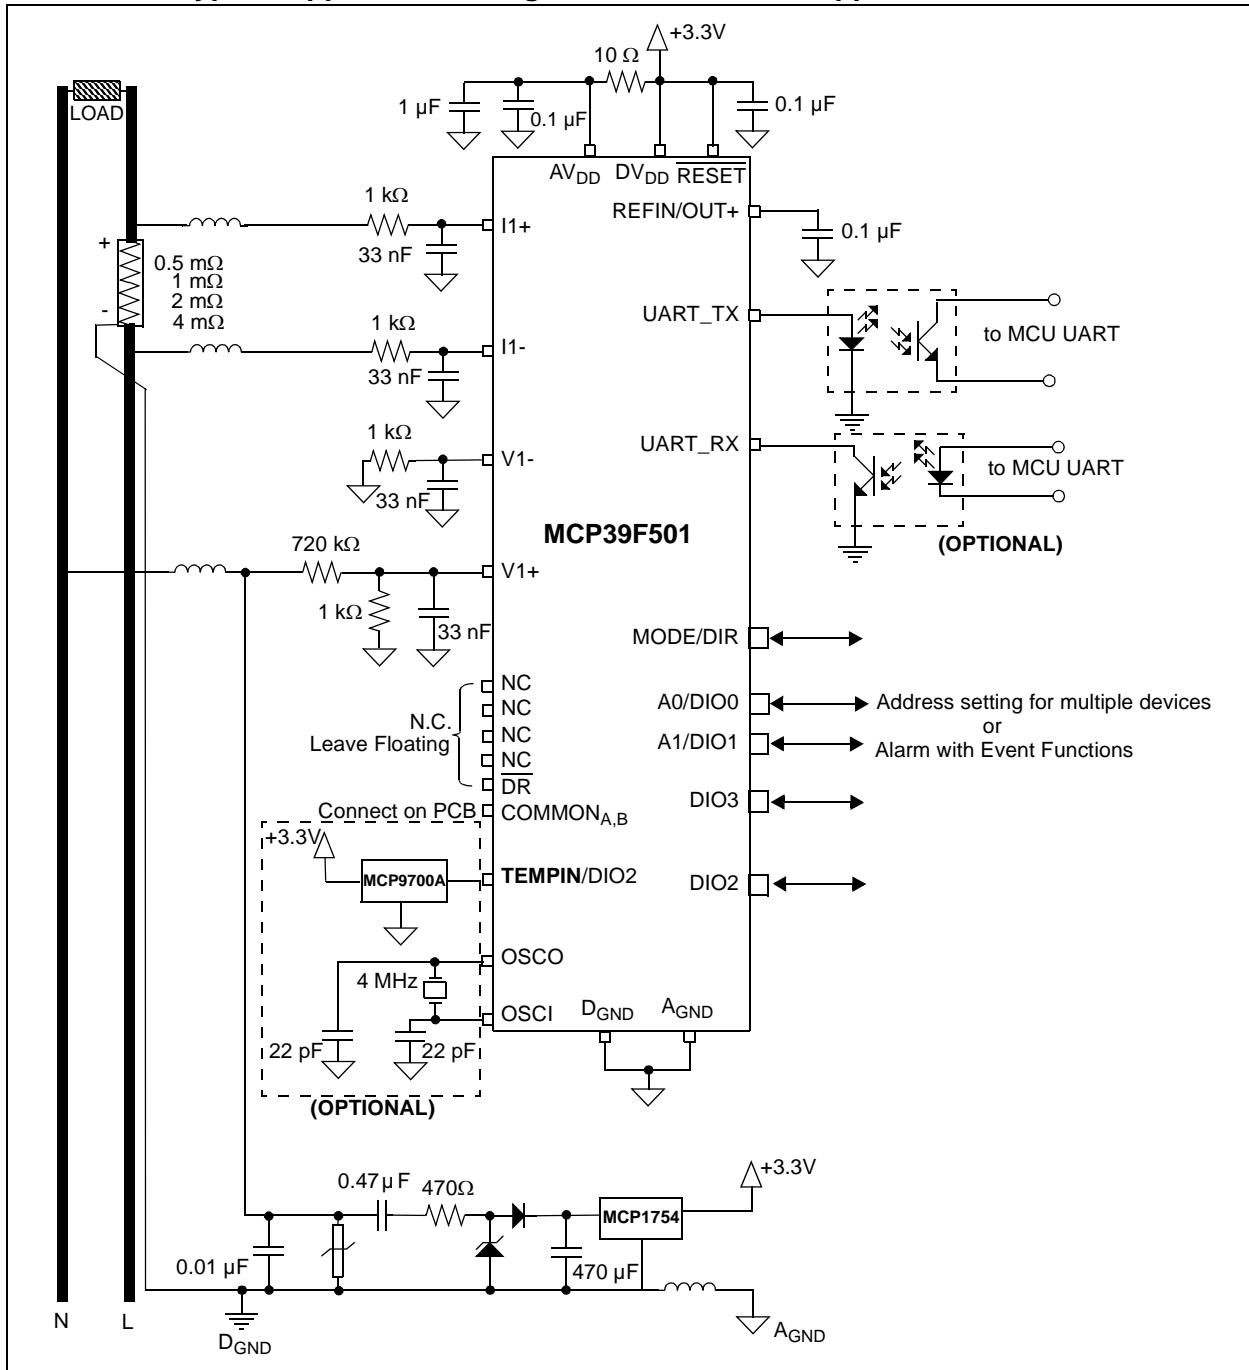 +3.3V
10 Ω
1 µF
0.1 µF
0.1 µF
LOAD
AVDD
DVDD
RESET
1 kΩ
I1+
33 nF
REFIN/OUT+
0.1 µF
+
0.5 mΩ
1 mΩ
2 mΩ
4 mΩ
-
1 kΩ
I1-
33 nF
UART_TX
to MCU UART
1 kΩ
V1-
33 nF
UART_RX
to MCU UART
(OPTIONAL)
MCP39F501
720 kΩ
V1+
1 kΩ
33 nF
MODE/DIR
NC
NC
NC
NC
DR
N.C.
Leave Floating
A0/DIO0
Address setting for multiple devices
or
A1/DIO1
Alarm with Event Functions
DIO3
Connect on PCB
COMMONA,B
+3.3V
MCP9700A
TEMPIN/DIO2
DIO2
OSCO
4 MHz
OSCI
22 pF
22 pF
DGND
AGND
(OPTIONAL)
0.47µ F
470Ω
MCP1754
+3.3V
0.01 µF
470 µF
N
L
DGND
AGND